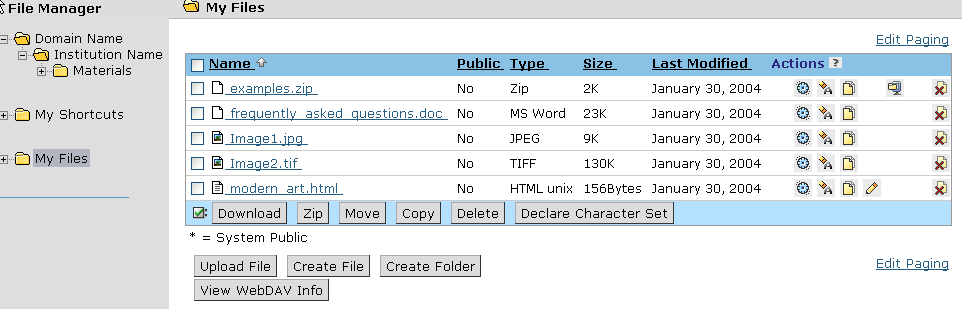 File Manager
My Files
Domain Name
Institution Name
Materials
My Shortcuts
My Files
Edit Paging
Name Public Type Size Last Modified Actions ?
examples.zip No Zip 2K January 30, 2004
frequently_asked_questions.doc No MS Word 23K January 30, 2004
Image1.jpg No JPEG 9K January 30, 2004
Image2.tif No TIFF 130K January 30, 2004
modern_art.html No HTML unix 156Bytes January 30, 2004
Download Zip Move Copy Delete Declare Character Set
* = System Public
Upload File Create File Create Folder
Edit Paging
View WebDAV Info